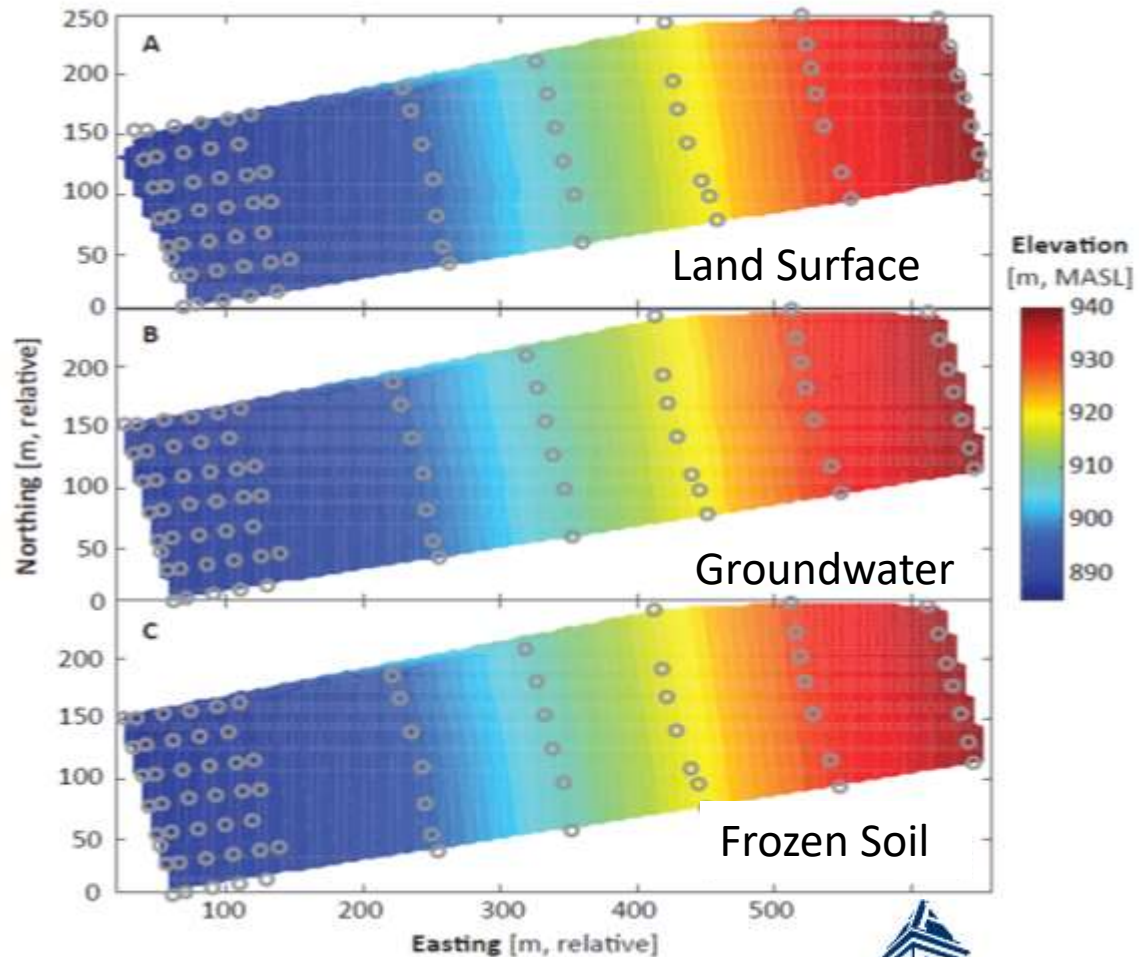 250
A
200
150
100
50
0
Land Surface
Elevation
[m, MASL]
940
930
920
910
900
890
B
200
150
100
50
0
Groundwater
Northing [m, relative]
C
200
150
100
50
0
Frozen Soil
100 200 300 400 500
Easting [m, relative]